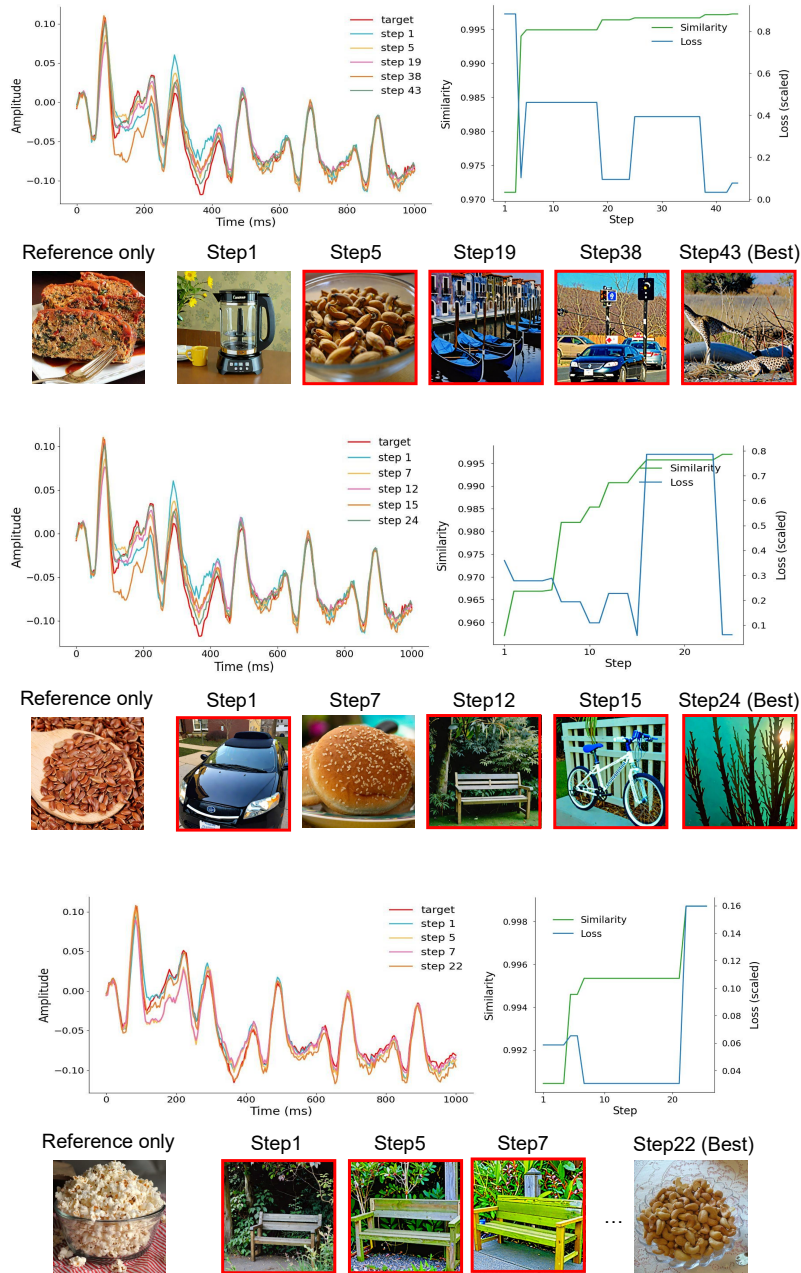 target
step 1
step 5
step 19
step 38
step 43
Amplitude
0.10
0.05
0.00
−0.05
−0.10
0
200
400
600
800
1000
Time (ms)
Similarity
Loss
Similarity
0.995
0.990
0.985
0.980
0.975
0.970
1
10
20
30
40
Step
0.8
0.6
0.4
0.2
0.0
Loss (scaled)
Reference only
Step1
Step5
Step19
Step38
Step43 (Best)
target
step 1
step 7
step 12
step 15
step 24
Amplitude
0.10
0.05
0.00
−0.05
−0.10
0
200
400
600
800
1000
Time (ms)
Similarity
Loss
Similarity
0.995
0.990
0.985
0.980
0.975
0.970
0.965
0.960
1
10
20
Step
0.8
0.7
0.6
0.5
0.4
0.3
0.2
0.1
Loss (scaled)
Reference only
Step1
Step7
Step12
Step15
Step24 (Best)
target
step 1
step 5
step 7
step 22
Amplitude
0.10
0.05
0.00
−0.05
−0.10
0
200
400
600
800
1000
Time (ms)
Similarity
Loss
Similarity
0.998
0.996
0.994
0.992
1
10
20
Step
0.16
0.14
0.12
0.10
0.08
0.06
0.04
Loss (scaled)
Reference only
Step1
Step5
Step7
...
Step22 (Best)